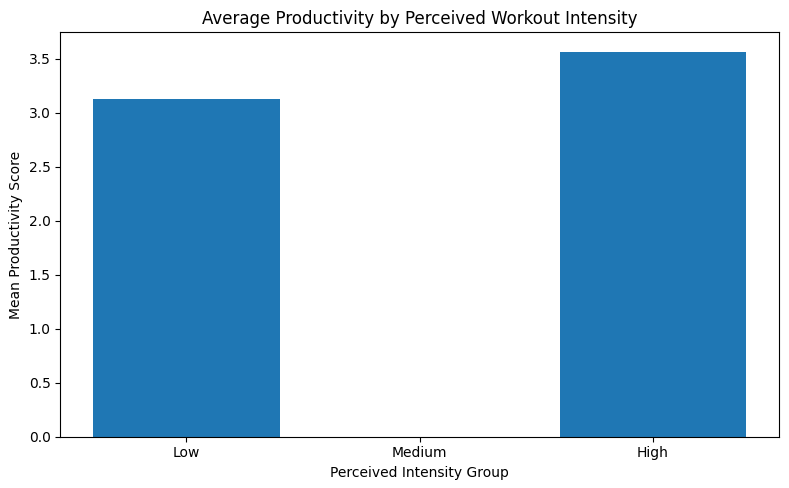 Average Productivity by Perceived Workout Intensity
Mean Productivity Score
3.5
3.0
2.5
2.0
1.5
1.0
0.5
0.0
Low Medium High
Perceived Intensity Group